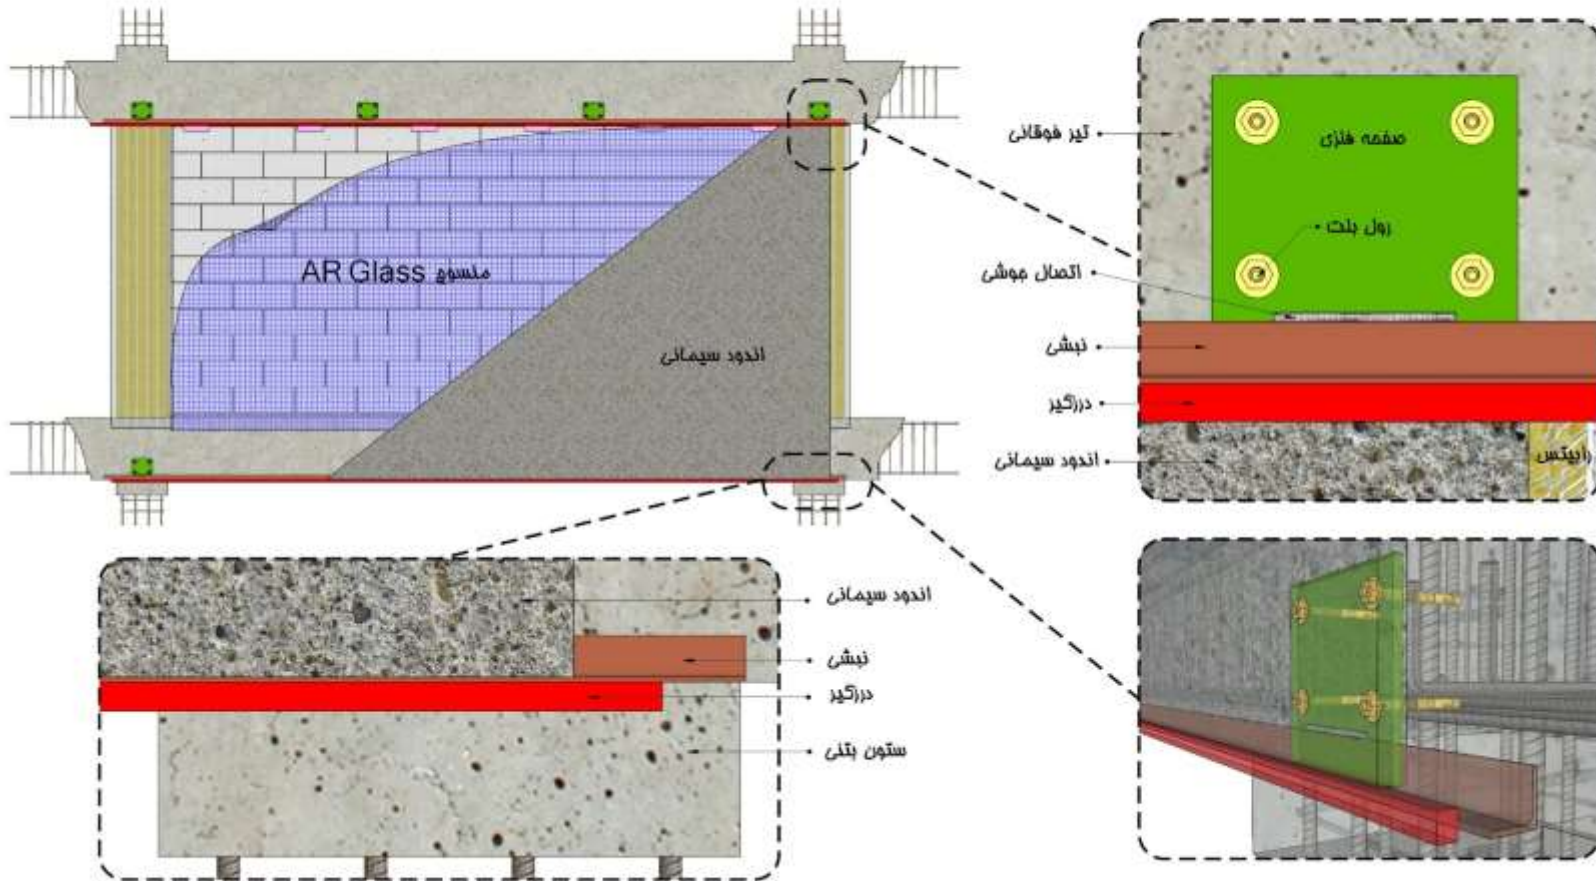 منسوج AR Glass
اندود سیمانی
تیر فوقانی
صفحه فلزی
رول بلت
اتصال جوشی
نبشی
درزگیر
اندود سیمانی
رابیتس
اندود سیمانی
نبشی
درزگیر
ستون بتنی